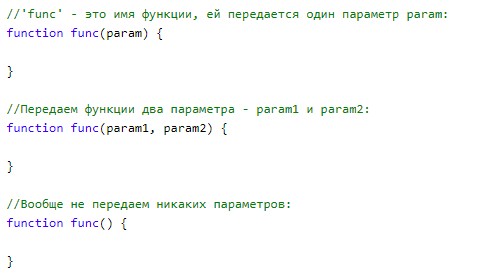 //'func' - это имя функции, ей передается один параметр param:
function func(param) {
}
//Передаем функции два параметра - param1 и param2:
function func(param1, param2) {
}
//Вообще не передаем никаких параметров:
function func() {
}